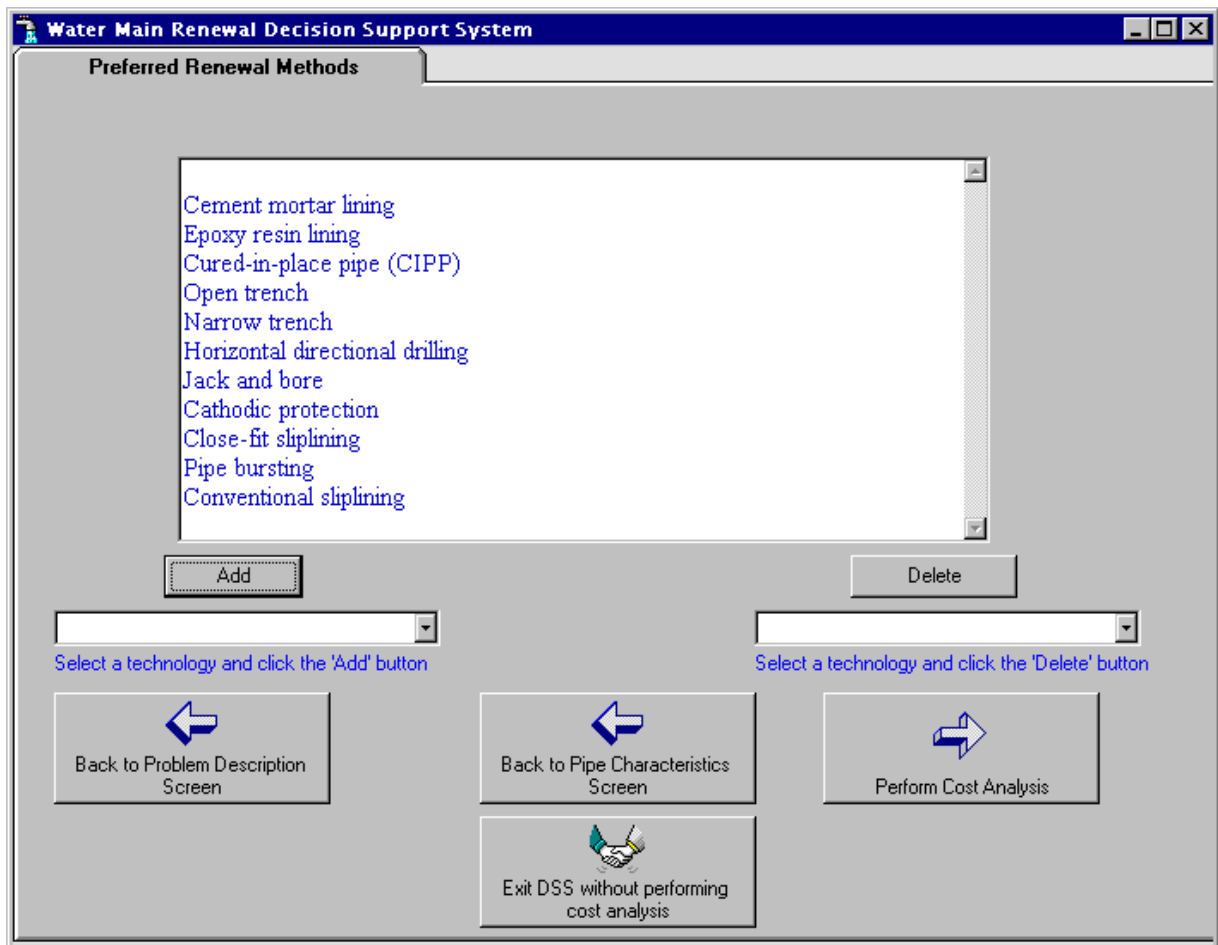 Water Main Renewal Decision Support System
Preferred Renewal Methods
Cement mortar lining
Epoxy resin lining
Cured-in-place pipe (CIPP)
Open trench
Narrow trench
Horizontal directional drilling
Jack and bore
Cathodic protection
Close-fit sliplining
Pipe bursting
Conventional sliplining
Add
Delete
Select a technology and click the 'Add' button
Select a technology and click the 'Delete' button
Back to Problem Description
Screen
Back to Pipe Characteristics
Screen
Perform Cost Analysis
Exit DSS without performing
cost analysis